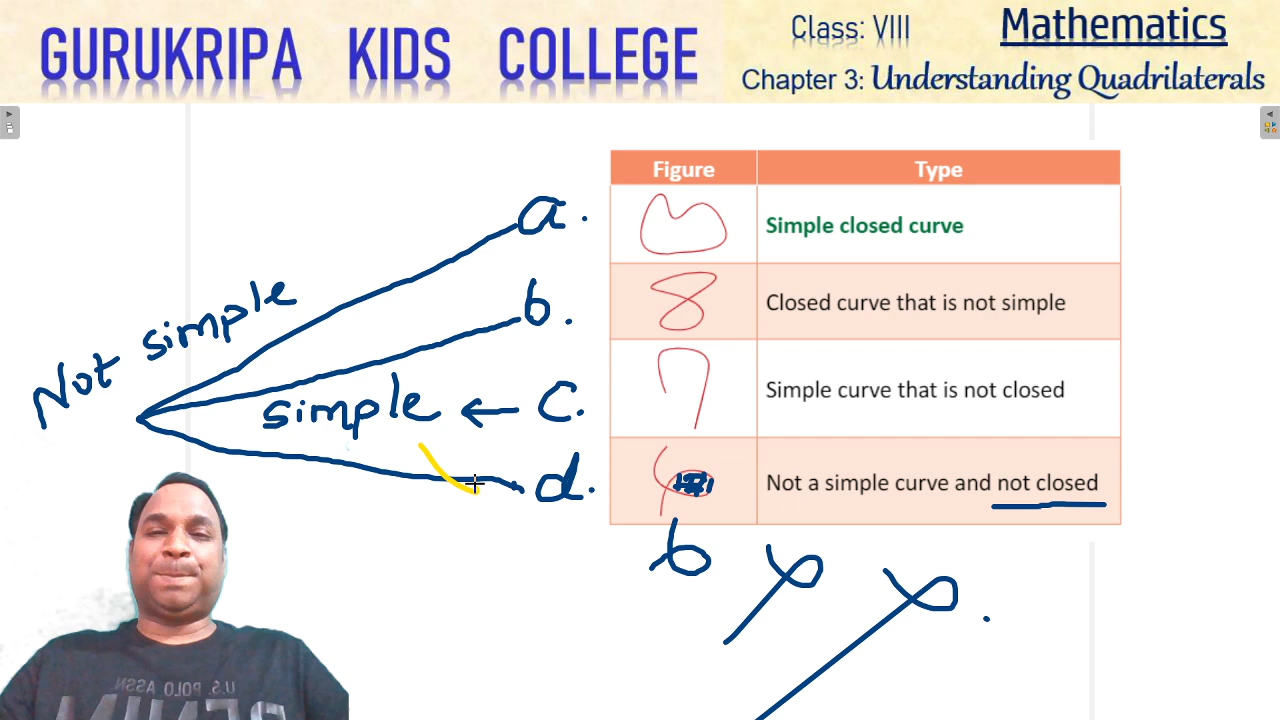 GURUKRIPA KIDS COLLEGE
Class: VIII Mathematics
Chapter 3: Understanding Quadrilaterals
Figure Type
a. Simple closed curve
b. Closed curve that is not simple
Not simple
simple ← c. Simple curve that is not closed
d. Not a simple curve and not closed
U.S. POLO ASSN